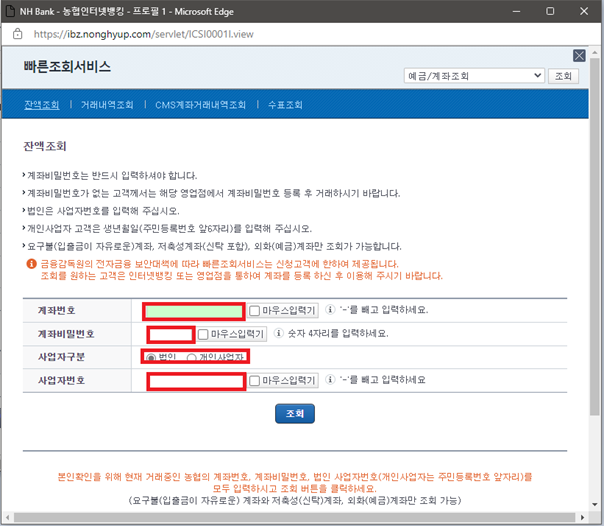 NH Bank - 농협인터넷뱅킹 - 프로필 1 - Microsoft Edge
https://ibz.nonghyup.com/servlet/ICSI0001I.view
빠른조회서비스
예금/계좌조회 조회
잔액조회 | 거래내역조회 | CMS계좌거래내역조회 | 수표조회
잔액조회
계좌비밀번호는 반드시 입력하셔야 합니다.
계좌비밀번호가 없는 고객께서는 해당 영업점에서 계좌비밀번호 등록 후 거래하시기 바랍니다.
법인은 사업자번호를 입력해 주십시오.
개인사업자 고객은 생년월일(주민등록번호 앞6자리)를 입력해 주십시오.
요구불(입출금이 자유로운)계좌, 저축성계좌(신탁 포함), 외화(예금)계좌만 조회가 가능합니다.
금융감독원의 전자금융 보안대책에 따라 빠른조회서비스는 신청고객에 한하여 제공됩니다.
조회를 원하는 고객은 인터넷뱅킹 또는 영업점을 통하여 계좌를 등록 하신 후 이용해 주시기 바랍니다.
계좌번호 마우스입력기 '-'를 빼고 입력하세요.
계좌비밀번호 마우스입력기 숫자 4자리를 입력하세요.
사업자구분 법인 개인사업자
사업자번호 마우스입력기 '-'를 빼고 입력하세요
조회
본인확인을 위해 현재 거래중인 농협의 계좌번호, 계좌비밀번호, 법인 사업자번호(개인사업자는 주민등록번호 앞자리)를
모두 입력하시고 조회 버튼을 클릭하세요.
(요구불(입출금이 자유로운) 계좌와 저축성(신탁)계좌, 외화(예금)계좌만 조회 가능)